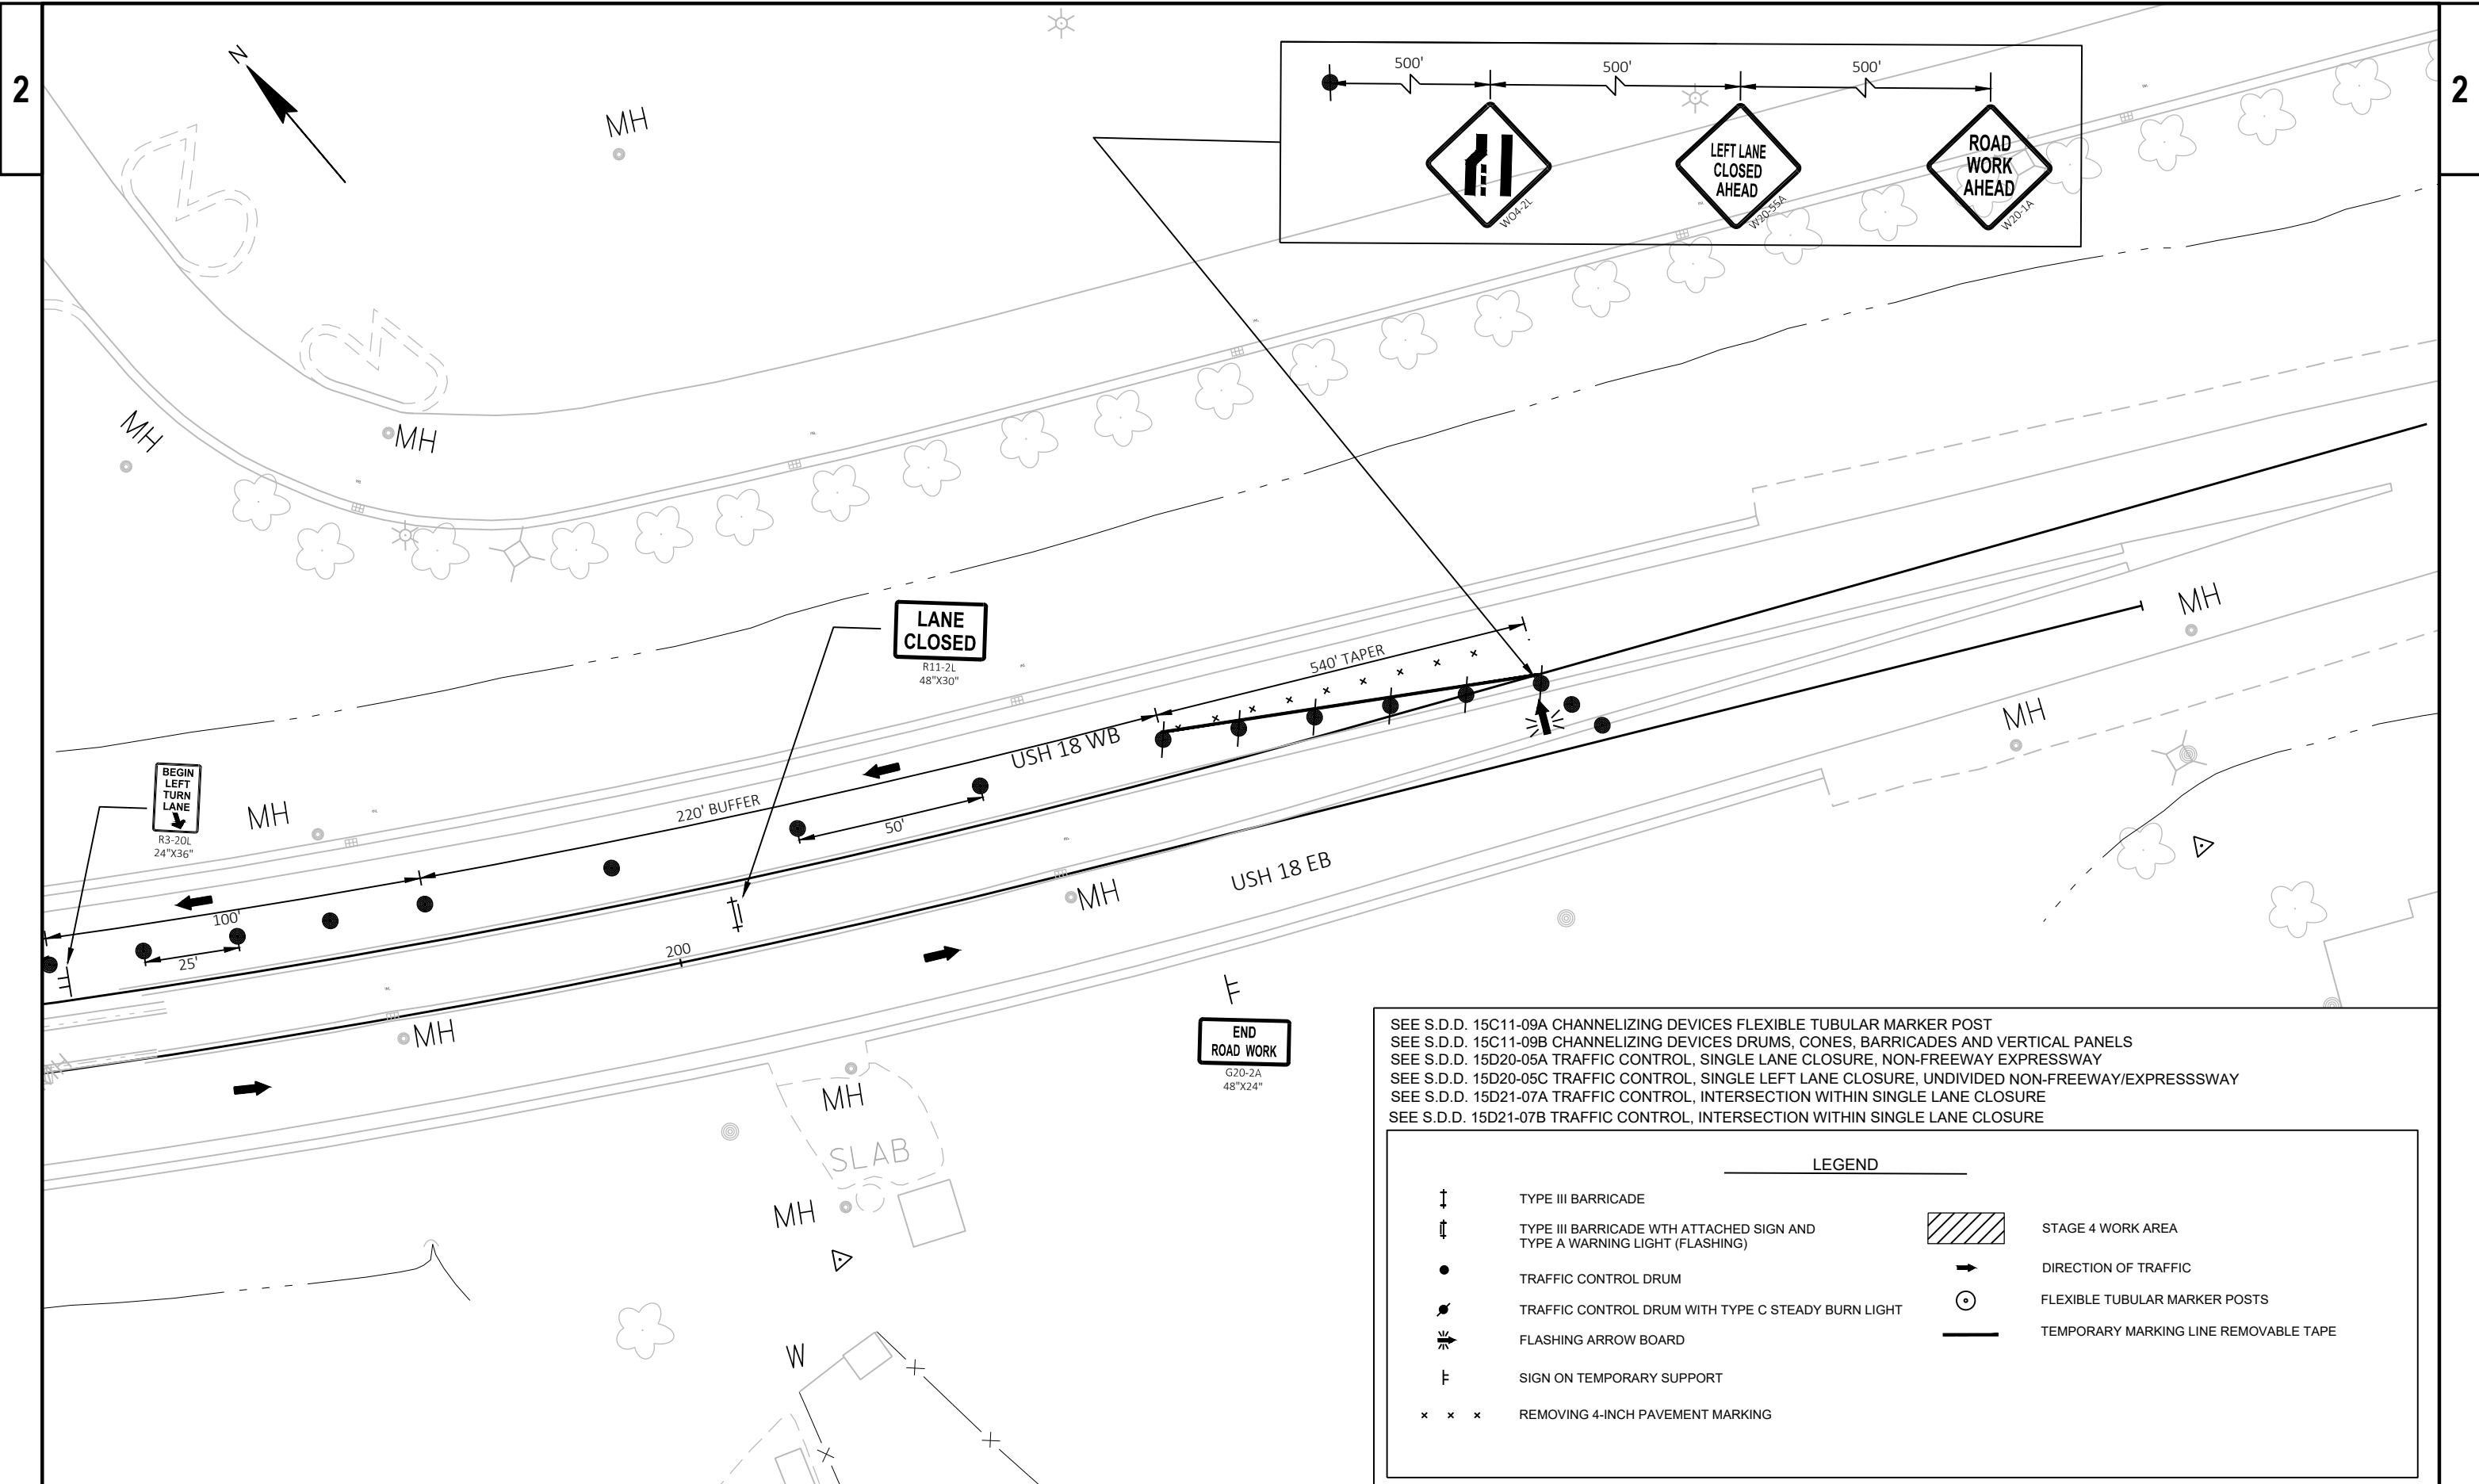 2
2
N
500'
500'
500'
WO4-2L
LEFT LANE
CLOSED
AHEAD
W20-55A
ROAD
WORK
AHEAD
W20-1A
MH
MH
MH
LANE
CLOSED
R11-2L
48"X30"
540' TAPER
MH
MH
USH 18 WB
BEGIN
LEFT
TURN
LANE
R3-20L
24"X36"
MH
220' BUFFER
50'
USH 18 EB
MH
100'
25'
200
MH
MH
END
ROAD WORK
G20-2A
48"X24"
MH
SLAB
MH
W
SEE S.D.D. 15C11-09A CHANNELIZING DEVICES FLEXIBLE TUBULAR MARKER POST
SEE S.D.D. 15C11-09B CHANNELIZING DEVICES DRUMS, CONES, BARRICADES AND VERTICAL PANELS
SEE S.D.D. 15D20-05A TRAFFIC CONTROL, SINGLE LANE CLOSURE, NON-FREEWAY EXPRESSWAY
SEE S.D.D. 15D20-05C TRAFFIC CONTROL, SINGLE LEFT LANE CLOSURE, UNDIVIDED NON-FREEWAY/EXPRESSSWAY
SEE S.D.D. 15D21-07A TRAFFIC CONTROL, INTERSECTION WITHIN SINGLE LANE CLOSURE
SEE S.D.D. 15D21-07B TRAFFIC CONTROL, INTERSECTION WITHIN SINGLE LANE CLOSURE
LEGEND
TYPE III BARRICADE
TYPE III BARRICADE WTH ATTACHED SIGN AND
TYPE A WARNING LIGHT (FLASHING)
TRAFFIC CONTROL DRUM
TRAFFIC CONTROL DRUM WITH TYPE C STEADY BURN LIGHT
FLASHING ARROW BOARD
SIGN ON TEMPORARY SUPPORT
REMOVING 4-INCH PAVEMENT MARKING
STAGE 4 WORK AREA
DIRECTION OF TRAFFIC
FLEXIBLE TUBULAR MARKER POSTS
TEMPORARY MARKING LINE REMOVABLE TAPE